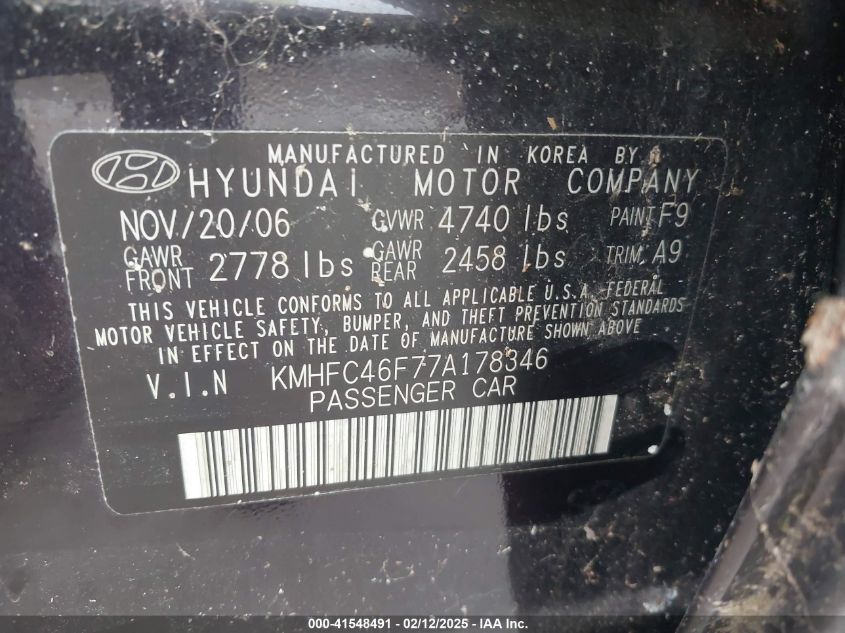 MANUFACTURED IN KOREA BY
HYUNDAI MOTOR COMPANY
NOV/20/06 GVWR 4740 lbs PAINT F9
GAWR FRONT 2778 lbs GAWR REAR 2458 lbs TRIM A9
THIS VEHICLE CONFORMS TO ALL APPLICABLE U.S.A. FEDERAL
MOTOR VEHICLE SAFETY, BUMPER, AND THEFT PREVENTION STANDARDS
IN EFFECT ON THE DATE OF MANUFACTURE SHOWN ABOVE
V.I.N KMHFC46F77A178346
PASSENGER CAR
000-41548491 - 02/12/2025 - IAA Inc.